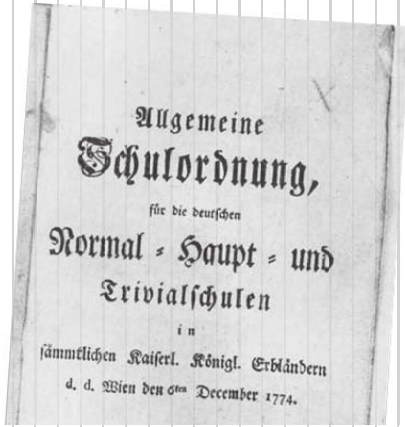 Allgemeine
Schulordnung,
für die deutschen
Normal - Haupt - und
Trivialschulen
in
sämmtlichen Kaiserl. Königl. Erbländern
d. d. Wien den 6ten December 1774.